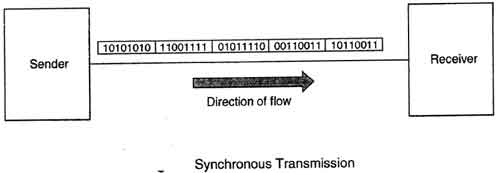 Sender
10101010 11001111 01011110 00110011 10110011
Receiver
Direction of flow
Synchronous Transmission